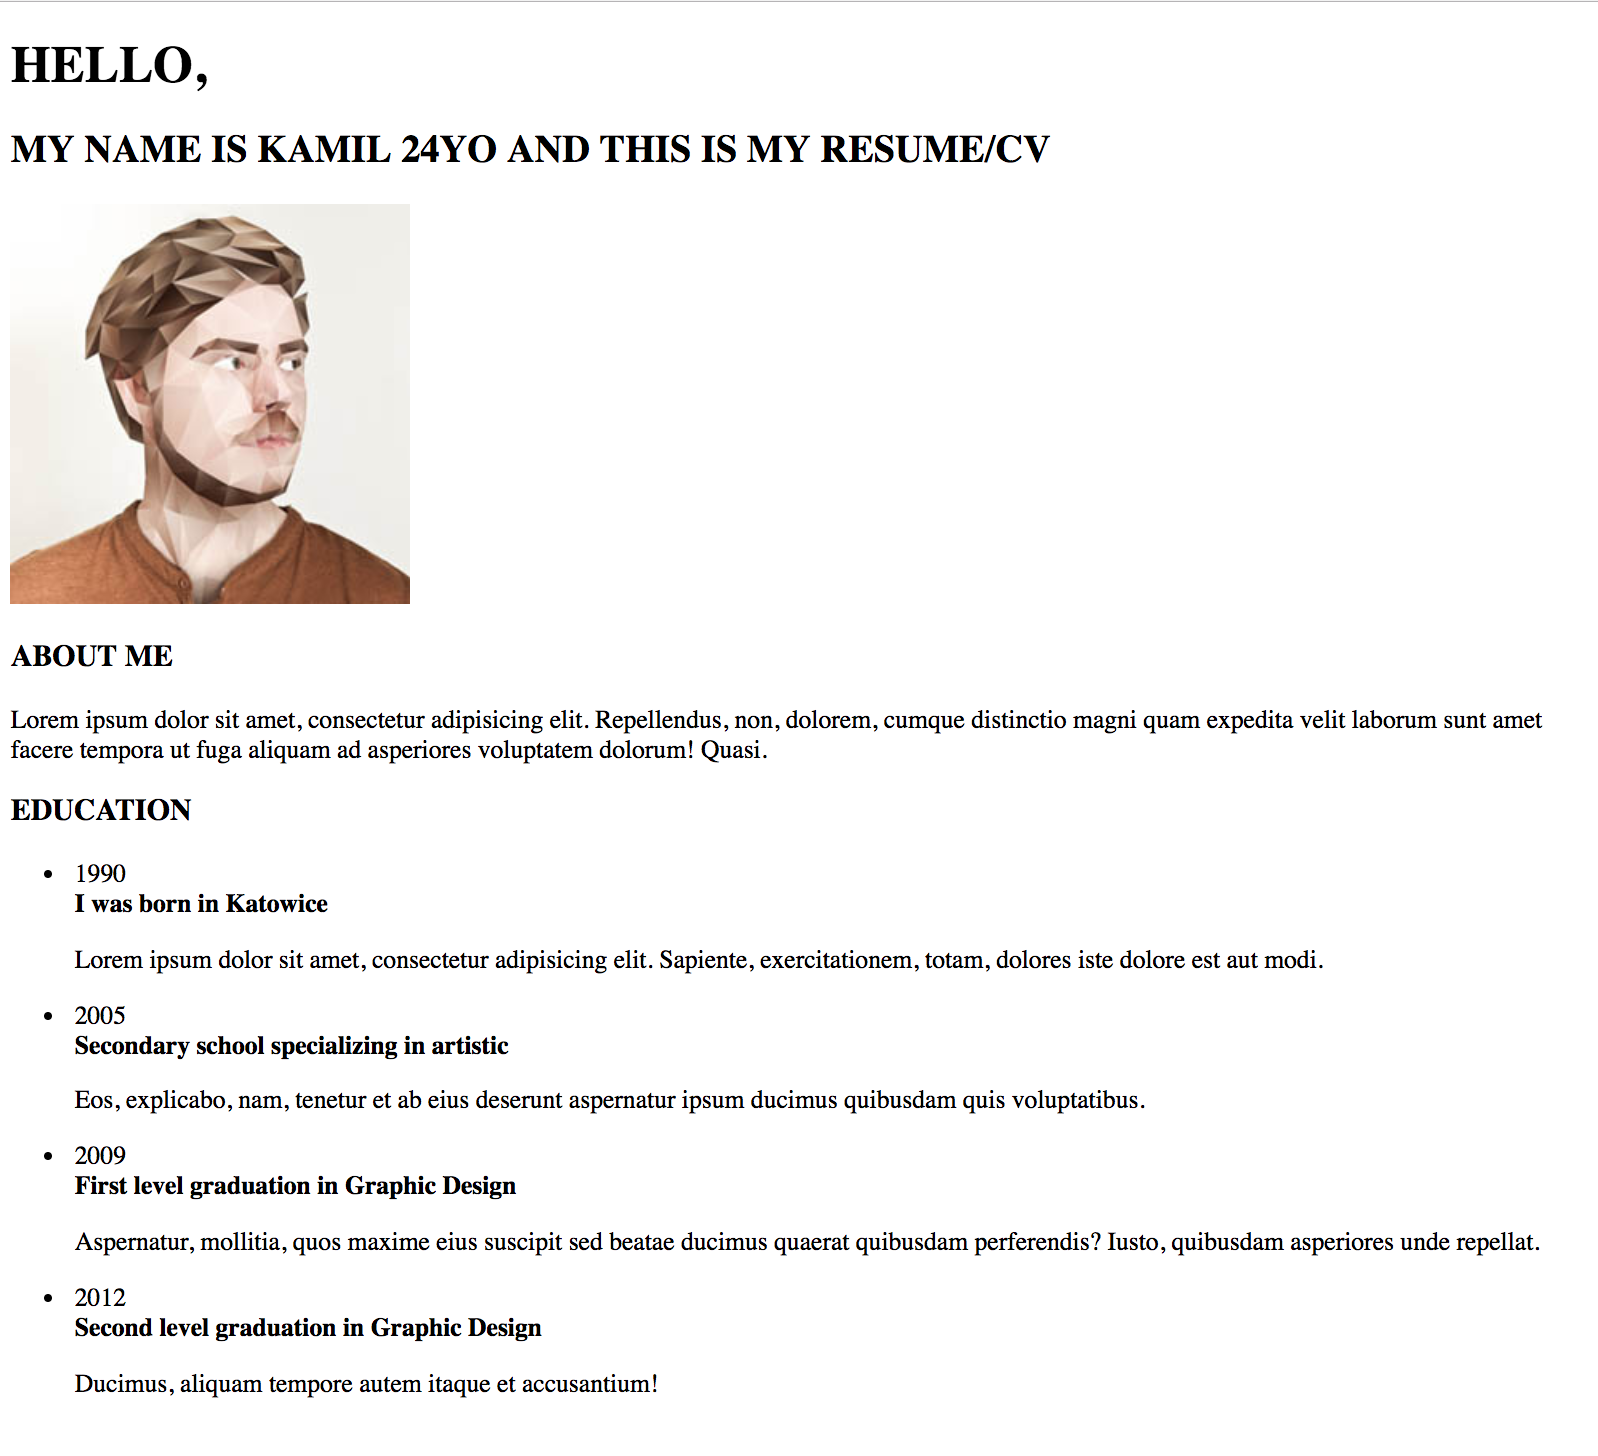 HELLO,
MY NAME IS KAMIL 24YO AND THIS IS MY RESUME/CV
ABOUT ME
Lorem ipsum dolor sit amet, consectetur adipisicing elit. Repellendus, non, dolorem, cumque distinctio magni quam expedita velit laborum sunt amet
facere tempora ut fuga aliquam ad asperiores voluptatem dolorum! Quasi.
EDUCATION
1990
I was born in Katowice
Lorem ipsum dolor sit amet, consectetur adipisicing elit. Sapiente, exercitationem, totam, dolores iste dolore est aut modi.
2005
Secondary school specializing in artistic
Eos, explicabo, nam, tenetur et ab eius deserunt aspernatur ipsum ducimus quibusdam quis voluptatibus.
2009
First level graduation in Graphic Design
Aspernatur, mollitia, quos maxime eius suscipit sed beatae ducimus quaerat quibusdam perferendis? Iusto, quibusdam asperiores unde repellat.
2012
Second level graduation in Graphic Design
Ducimus, aliquam tempore autem itaque et accusantium!